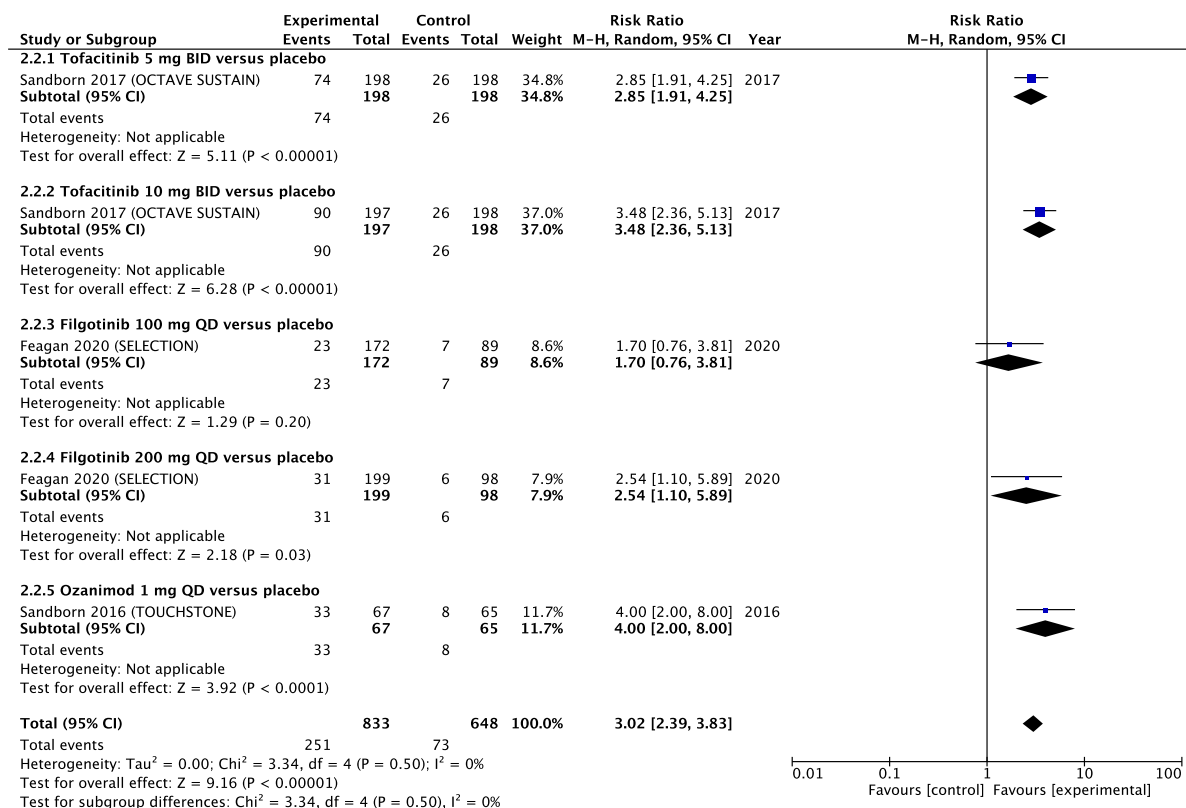 Experimental Control Risk Ratio Risk Ratio
Study or Subgroup Events Total Events Total Weight M-H, Random, 95% CI Year M-H, Random, 95% CI
2.2.1 Tofacitinib 5 mg BID versus placebo
Sandborn 2017 (OCTAVE SUSTAIN) 74 198 26 198 34.8% 2.85 [1.91, 4.25] 2017
Subtotal (95% CI) 198 198 34.8% 2.85 [1.91, 4.25]
Total events 74 26
Heterogeneity: Not applicable
Test for overall effect: Z = 5.11 (P < 0.00001)
2.2.2 Tofacitinib 10 mg BID versus placebo
Sandborn 2017 (OCTAVE SUSTAIN) 90 197 26 198 37.0% 3.48 [2.36, 5.13] 2017
Subtotal (95% CI) 197 198 37.0% 3.48 [2.36, 5.13]
Total events 90 26
Heterogeneity: Not applicable
Test for overall effect: Z = 6.28 (P < 0.00001)
2.2.3 Filgotinib 100 mg QD versus placebo
Feagan 2020 (SELECTION) 23 172 7 89 8.6% 1.70 [0.76, 3.81] 2020
Subtotal (95% CI) 172 89 8.6% 1.70 [0.76, 3.81]
Total events 23 7
Heterogeneity: Not applicable
Test for overall effect: Z = 1.29 (P = 0.20)
2.2.4 Filgotinib 200 mg QD versus placebo
Feagan 2020 (SELECTION) 31 199 6 98 7.9% 2.54 [1.10, 5.89] 2020
Subtotal (95% CI) 199 98 7.9% 2.54 [1.10, 5.89]
Total events 31 6
Heterogeneity: Not applicable
Test for overall effect: Z = 2.18 (P = 0.03)
2.2.5 Ozanimod 1 mg QD versus placebo
Sandborn 2016 (TOUCHSTONE) 33 67 8 65 11.7% 4.00 [2.00, 8.00] 2016
Subtotal (95% CI) 67 65 11.7% 4.00 [2.00, 8.00]
Total events 33 8
Heterogeneity: Not applicable
Test for overall effect: Z = 3.92 (P < 0.0001)
Total (95% CI) 833 648 100.0% 3.02 [2.39, 3.83]
Total events 251 73
Heterogeneity: Tau² = 0.00; Chi² = 3.34, df = 4 (P = 0.50); I² = 0%
Test for overall effect: Z = 9.16 (P < 0.00001)
Test for subgroup differences: Chi² = 3.34, df = 4 (P = 0.50), I² = 0%
0.01 0.1 1 10 100
Favours [control] Favours [experimental]